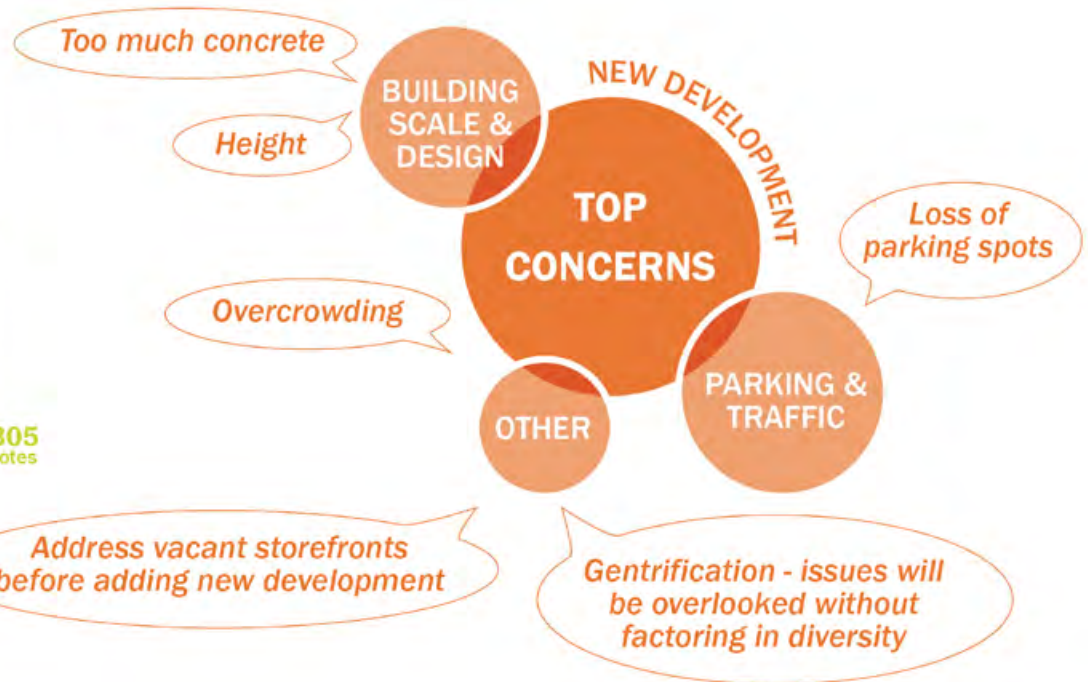 Too much concrete
BUILDING
SCALE &
DESIGN
Height
NEW DEVELOPMENT
TOP
CONCERNS
Loss of
parking spots
Overcrowding
PARKING &
TRAFFIC
OTHER
305
otes
Address vacant storefronts
before adding new development
Gentrification - issues will
be overlooked without
factoring in diversity